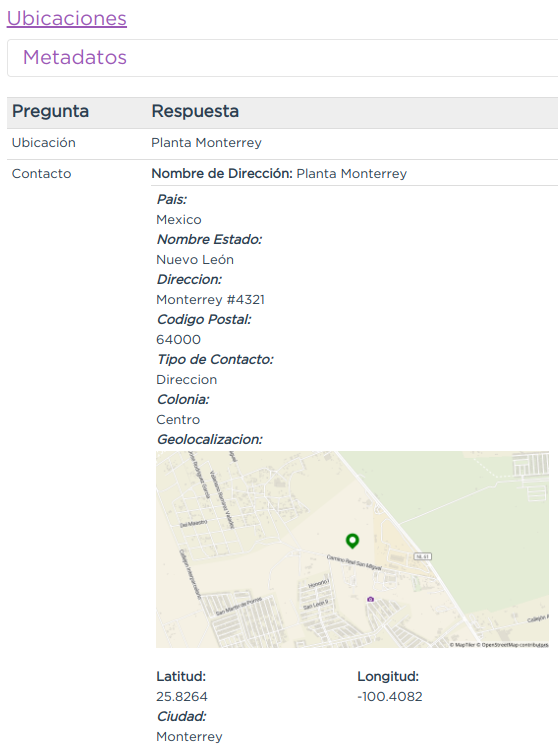 Ubicaciones
Metadatos
Pregunta Respuesta
Ubicación Planta Monterrey
Contacto Nombre de Dirección: Planta Monterrey
Pais:
Mexico
Nombre Estado:
Nuevo León
Direccion:
Monterrey #4321
Codigo Postal:
64000
Tipo de Contacto:
Direccion
Colonia:
Centro
Geolocalizacion:
Del Maestro
Camino Real San Miguel
Honorio I
San León II
San Martín de Porres
© MapTiler © OpenStreetMap contributors
Latitud: Longitud:
25.8264 -100.4082
Ciudad:
Monterrey